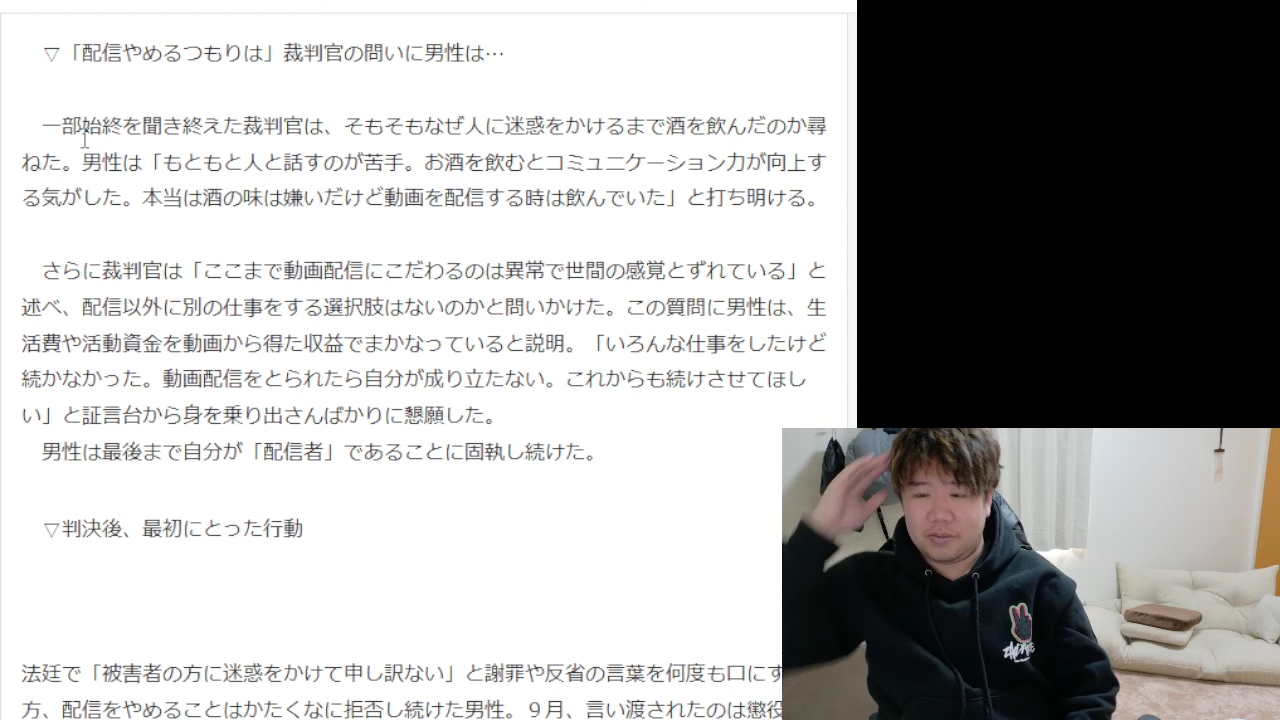 ▽「配信やめるつもりは」裁判官の問いに男性は…
一部始終を聞き終えた裁判官は、そもそもなぜ人に迷惑をかけるまで酒を飲んだのか尋
ねた。男性は「もともと人と話すのが苦手。お酒を飲むとコミュニケーション力が向上す
る気がした。本当は酒の味は嫌いだけど動画を配信する時は飲んでいた」と打ち明ける。
さらに裁判官は「ここまで動画配信にこだわるのは異常で世間の感覚とずれている」と
述べ、配信以外に別の仕事をする選択肢はないのかと問いかけた。この質問に男性は、生
活費や活動資金を動画から得た収益でまかなっていると説明。「いろんな仕事をしたけど
続かなかった。動画配信をとられたら自分が成り立たない。これからも続けさせてほし
い」と証言台から身を乗り出さんばかりに懇願した。
男性は最後まで自分が「配信者」であることに固執し続けた。
▽判決後、最初にとった行動
法廷で「被害者の方に迷惑をかけて申し訳ない」と謝罪や反省の言葉を何度も口にす
方、配信をやめることはかたくなに拒否し続けた男性。９月、言い渡されたのは懲役